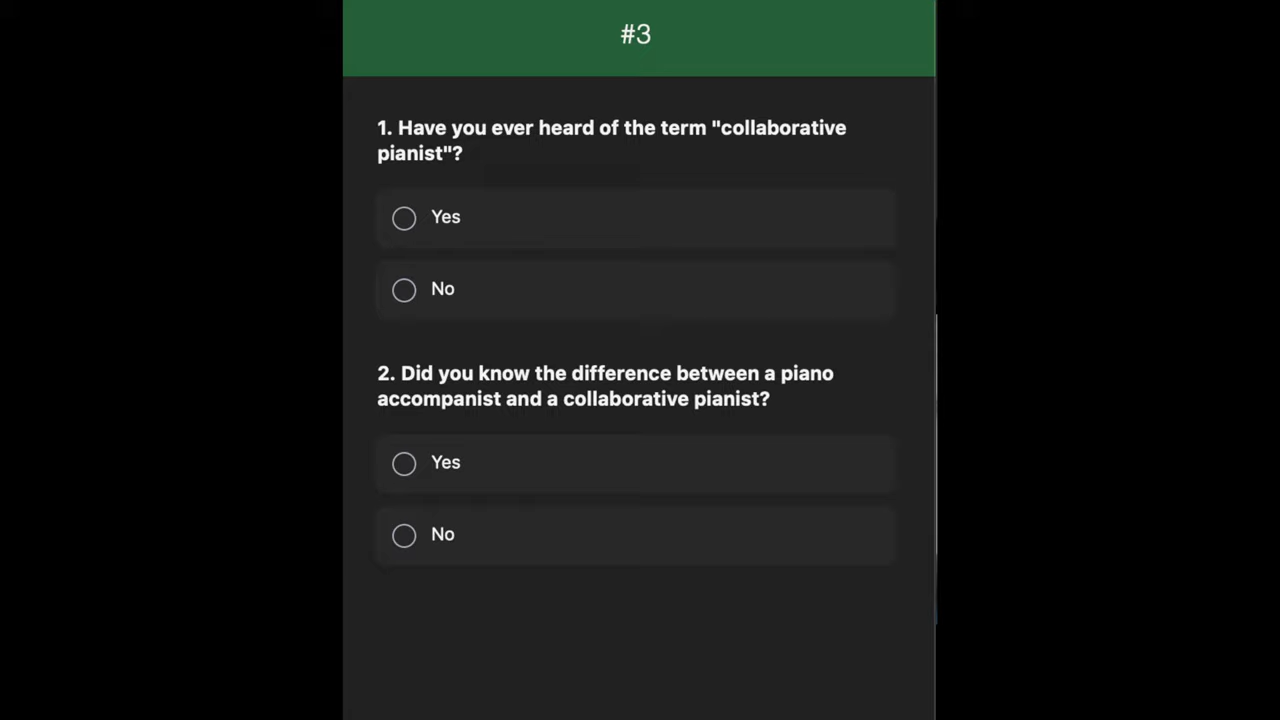 #3
1. Have you ever heard of the term "collaborative
pianist"?
Yes
No
2. Did you know the difference between a piano
accompanist and a collaborative pianist?
Yes
No